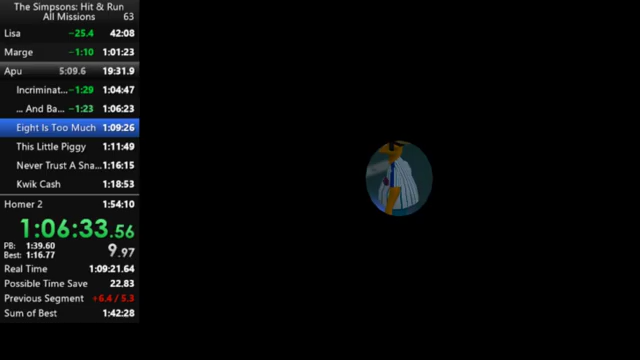 The Simpsons: Hit & Run
All Missions 63
Lisa −25.4 42:08
Marge −1:10 1:01:23
Apu 5:09.6 19:31.9
Incriminat... −1:29 1:04:47
... And Ba... −1:23 1:06:23
Eight Is Too Much 1:09:26
This Little Piggy 1:11:49
Never Trust A Sna... 1:16:15
Kwik Cash 1:18:53
Homer 2 1:54:10
1:06:33.56
PB: 1:39.60
Best: 1:16.77
9.97
Real Time 1:09:21.64
Possible Time Save 22.83
Previous Segment +6.4 / 5.3
Sum of Best 1:42:28